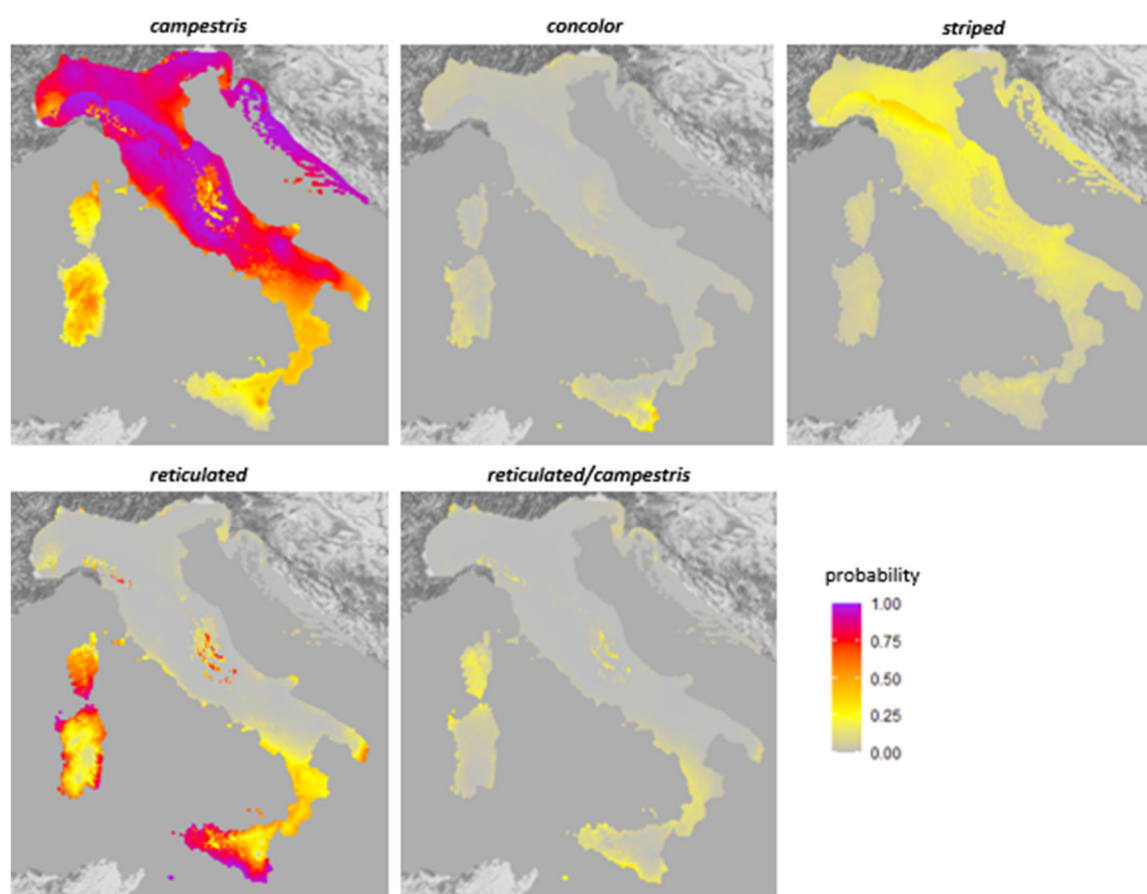 campestris
concolor
striped
reticulated
reticulated/campestris
probability
1.00
0.75
0.50
0.25
0.00